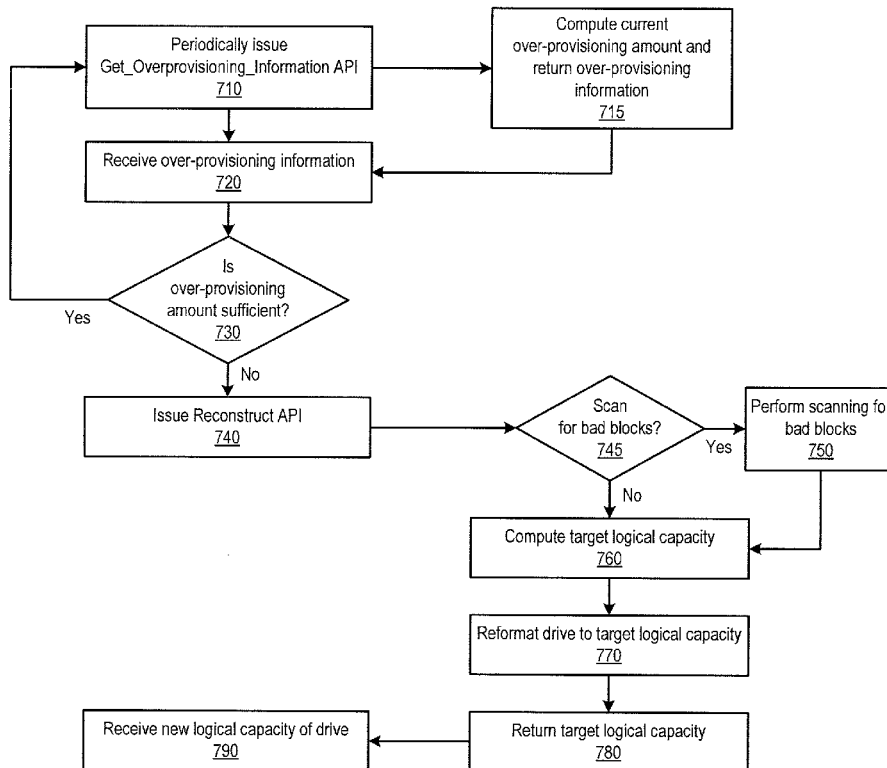 Periodically issue
Get_Overprovisioning_Information API
710
Compute current
over-provisioning amount and
return over-provisioning
information
715
Receive over-provisioning information
720
Is
over-provisioning
amount sufficient?
730
Yes
No
Issue Reconstruct API
740
Scan
for bad blocks?
745
Yes
No
Perform scanning fo
bad blocks
750
Compute target logical capacity
760
Reformat drive to target logical capacity
770
Receive new logical capacity of drive
790
Return target logical capacity
780